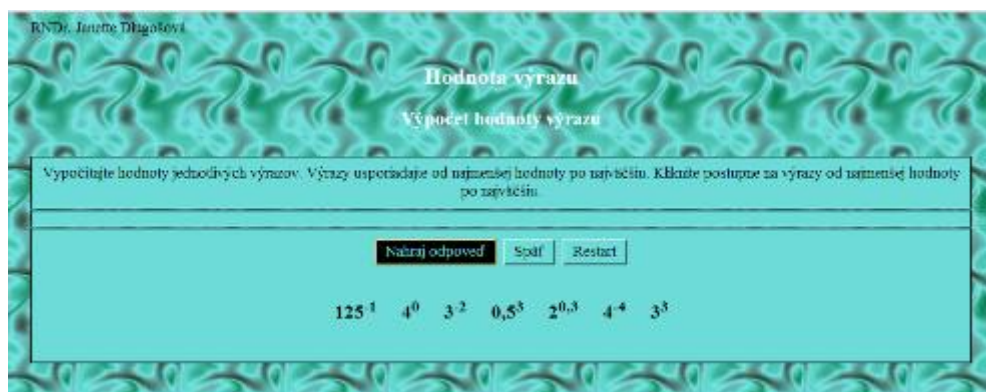 RNDr. Janette Dlugošová
Hodnota výrazu
Výpočet hodnoty výrazu
Vypočítajte hodnoty jednotlivých výrazov. Výrazy usporiadajte od najmenšej hodnoty po najväčšiu. Kliknite postupne na výrazy od najmenšej hodnoty
po najväčšiu.
Nahraj odpoveď Späť Restart
125⁻¹ 4⁰ 3⁻² 0,5³ 2⁰,³ 4⁻⁴ 3³